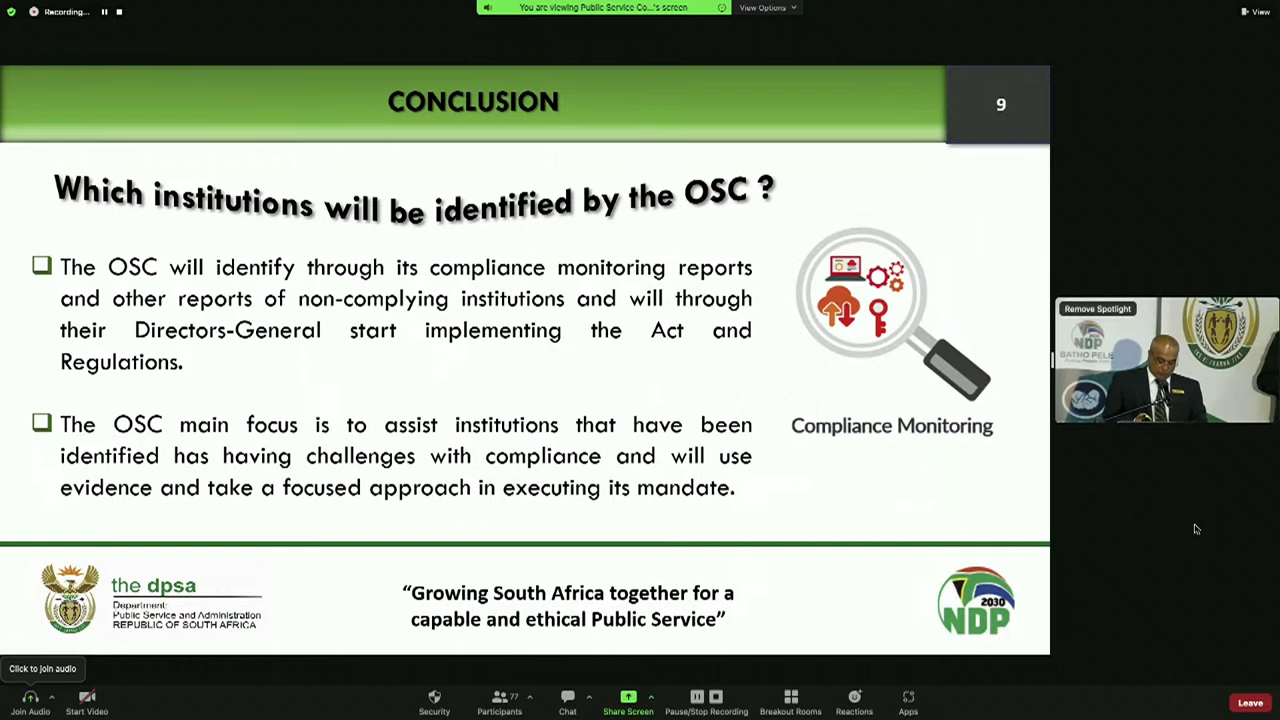 Recording...
You are viewing Public Service Co...'s screen
View Options
View
CONCLUSION
9
Which institutions will be identified by the OSC ?
The OSC will identify through its compliance monitoring reports
and other reports of non-complying institutions and will through
their Directors-General start implementing the Act and
Regulations.
The OSC main focus is to assist institutions that have been
identified has having challenges with compliance and will use
evidence and take a focused approach in executing its mandate.
Compliance Monitoring
Remove Spotlight
NDP
BATHO PELE
the dpsa
Department:
Public Service and Administration
REPUBLIC OF SOUTH AFRICA
“Growing South Africa together for a
capable and ethical Public Service”
2030
NDP
Click to join audio
Join Audio
Start Video
Security
Participants
77
Chat
Share Screen
Pause/Stop Recording
Breakout Rooms
Reactions
Apps
Leave